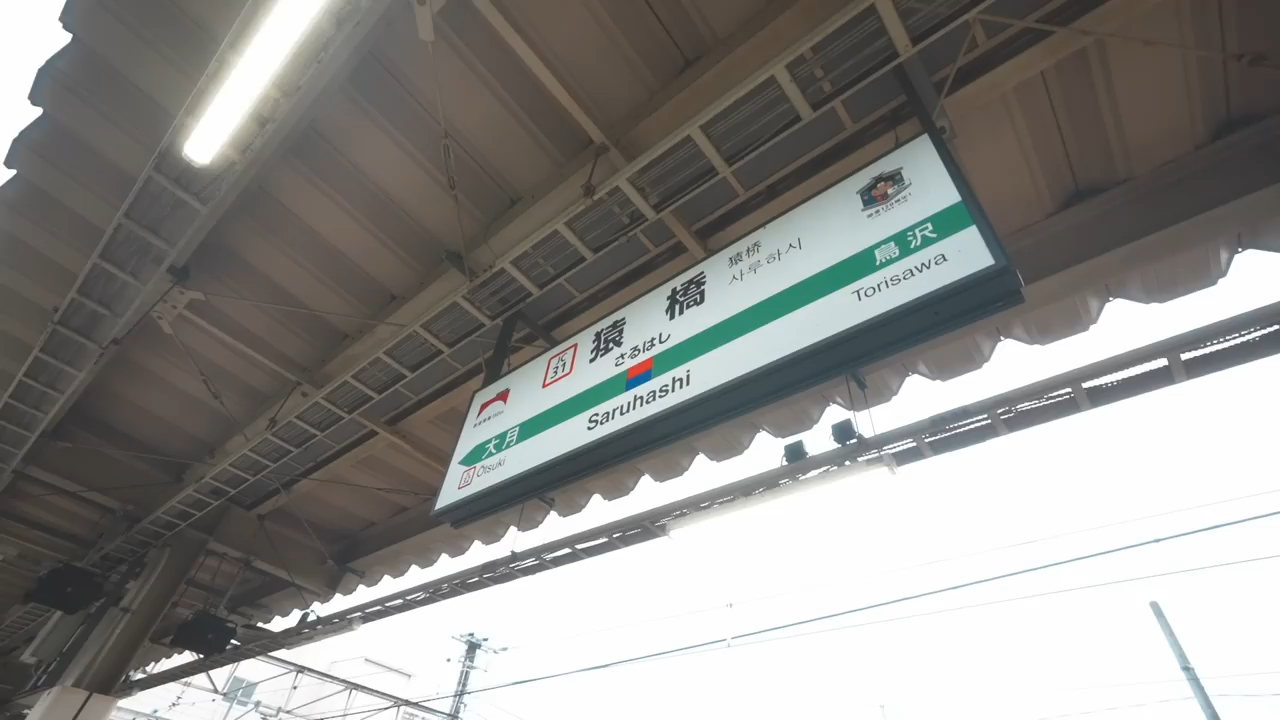 JC
31
猿橋
さるはし
猿桥
사루하시
大月
Ōtsuki
Saruhashi
鳥沢
Torisawa